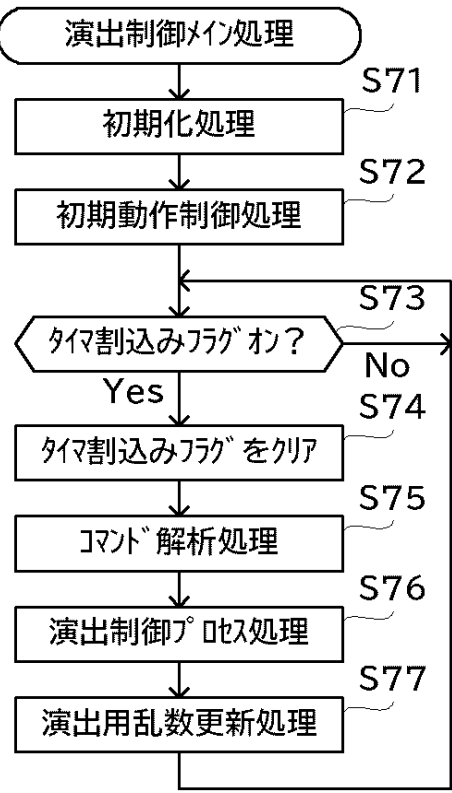 演出制御ﾒｲﾝ処理
S71
初期化処理
S72
初期動作制御処理
S73
ﾀｲﾏ割込みﾌﾗｸﾞｵﾝ？
No
Yes
S74
ﾀｲﾏ割込みﾌﾗｸﾞをｸﾘｱ
S75
ｺﾏﾝﾄﾞ解析処理
S76
演出制御ﾌﾟﾛｾｽ処理
S77
演出用乱数更新処理